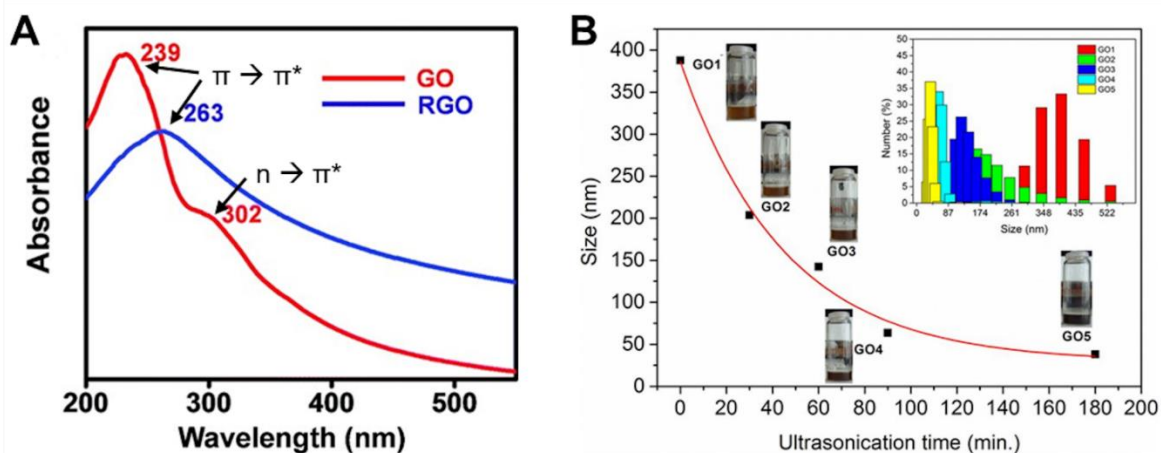 A
239
π → π*
263
n → π*
302
GO
RGO
Absorbance
200
300
400
500
Wavelength (nm)
B
400
350
300
250
200
150
100
50
0
Size (nm)
0
20
40
60
80
100
120
140
160
180
200
Ultrasonication time (min.)
GO1
GO2
GO3
GO4
GO5
50
45
40
35
30
25
20
15
10
5
0
Number (%)
0
87
174
261
348
435
522
Size (nm)
GO1
GO2
GO3
GO4
GO5